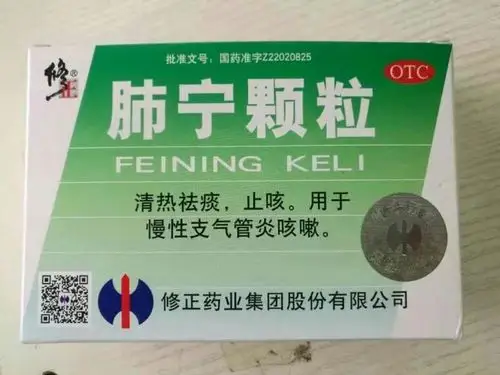 批准文号：国药准字Z22020825
修正®
OTC
肺宁颗粒
FEINING KELI
清热祛痰，止咳。用于
慢性支气管炎咳嗽。
修正药业集团股份有限公司